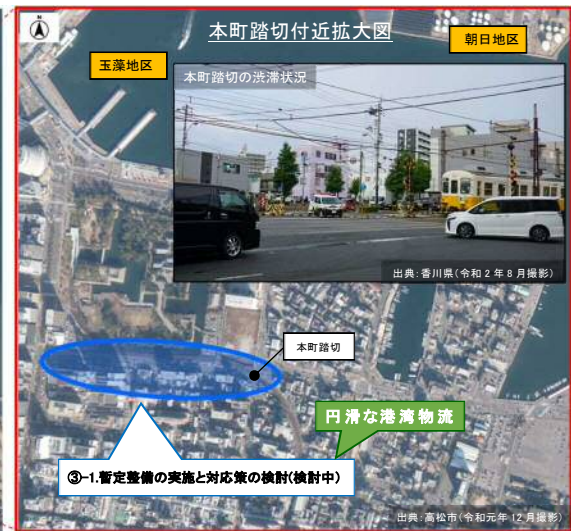 N
本町踏切付近拡大図
朝日地区
玉藻地区
本町踏切の渋滞状況
出典:香川県(令和2年8月撮影)
本町踏切
円滑な港湾物流
③-1.暫定整備の実施と対応策の検討(検討中)
出典:高松市(令和元年12月撮影)